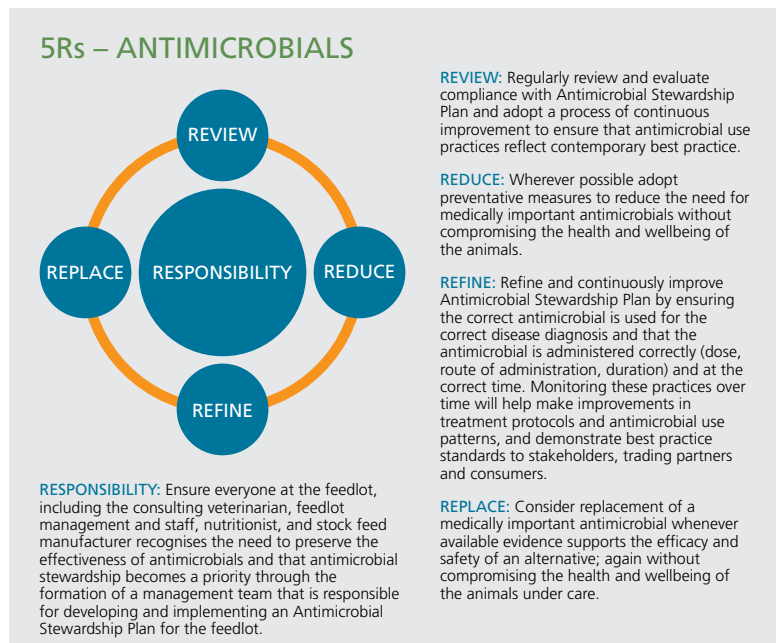 5Rs – ANTIMICROBIALS
REVIEW
REPLACE
RESPONSIBILITY
REDUCE
REFINE
RESPONSIBILITY: Ensure everyone at the feedlot,
including the consulting veterinarian, feedlot
management and staff, nutritionist, and stock feed
manufacturer recognises the need to preserve the
effectiveness of antimicrobials and that antimicrobial
stewardship becomes a priority through the
formation of a management team that is responsible
for developing and implementing an Antimicrobial
Stewardship Plan for the feedlot.
REVIEW: Regularly review and evaluate
compliance with Antimicrobial Stewardship
Plan and adopt a process of continuous
improvement to ensure that antimicrobial use
practices reflect contemporary best practice.
REDUCE: Wherever possible adopt
preventative measures to reduce the need for
medically important antimicrobials without
compromising the health and wellbeing of
the animals.
REFINE: Refine and continuously improve
Antimicrobial Stewardship Plan by ensuring
the correct antimicrobial is used for the
correct disease diagnosis and that the
antimicrobial is administered correctly (dose,
route of administration, duration) and at the
correct time. Monitoring these practices over
time will help make improvements in
treatment protocols and antimicrobial use
patterns, and demonstrate best practice
standards to stakeholders, trading partners
and consumers.
REPLACE: Consider replacement of a
medically important antimicrobial whenever
available evidence supports the efficacy and
safety of an alternative; again without
compromising the health and wellbeing of
the animals under care.